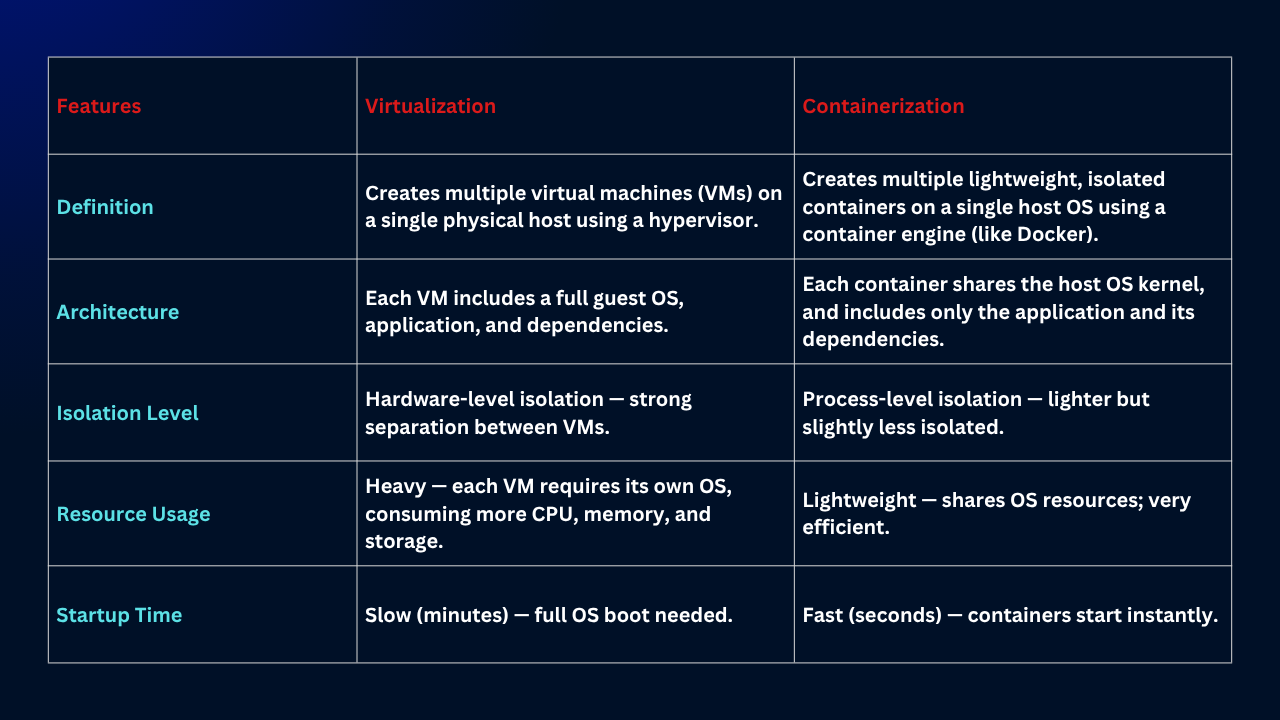 Features
Virtualization
Containerization
Definition
Creates multiple virtual machines (VMs) on
a single physical host using a hypervisor.
Creates multiple lightweight, isolated
containers on a single host OS using a
container engine (like Docker).
Architecture
Each VM includes a full guest OS,
application, and dependencies.
Each container shares the host OS kernel,
and includes only the application and its
dependencies.
Isolation Level
Hardware-level isolation — strong
separation between VMs.
Process-level isolation — lighter but
slightly less isolated.
Resource Usage
Heavy — each VM requires its own OS,
consuming more CPU, memory, and
storage.
Lightweight — shares OS resources; very
efficient.
Startup Time
Slow (minutes) — full OS boot needed.
Fast (seconds) — containers start instantly.